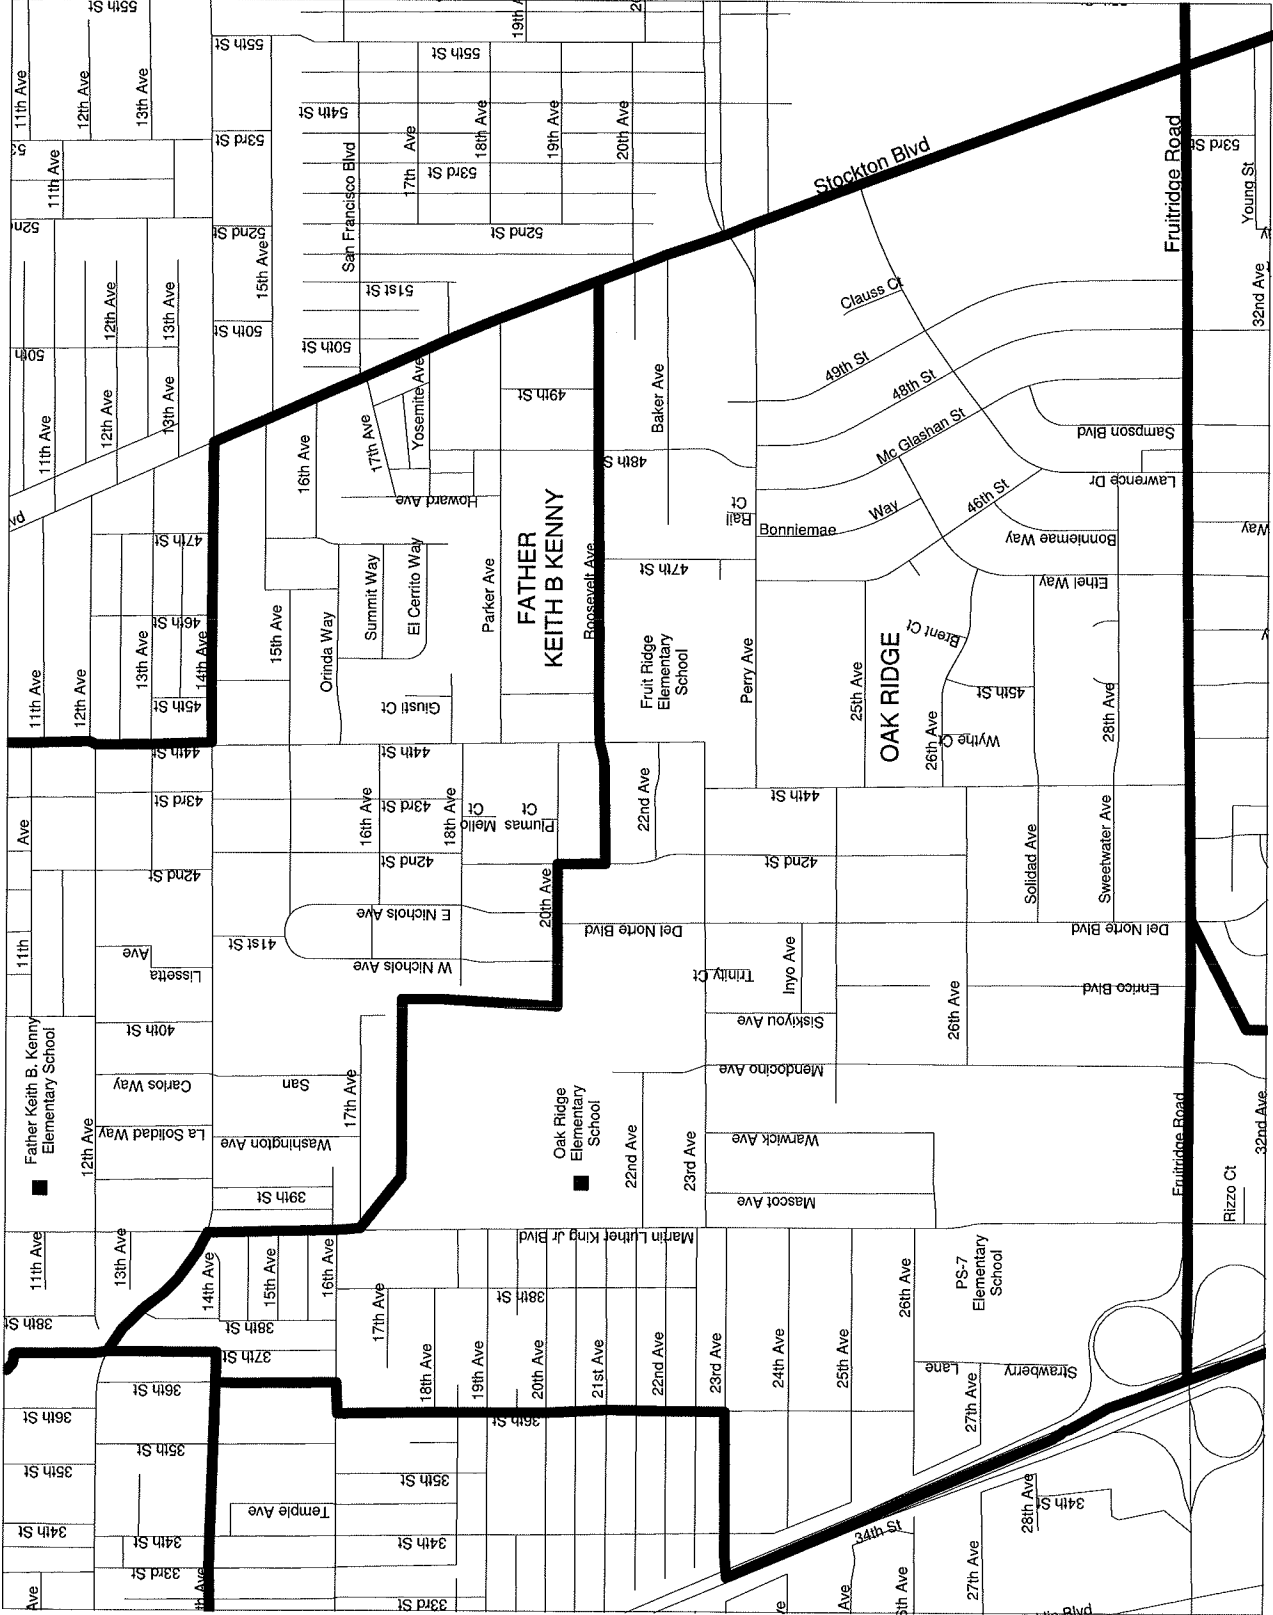 55th St
55th St
19th A
20
55th St
11th Ave
12th Ave
13th Ave
54th St
53rd St
18th Ave
19th Ave
20th Ave
17th Ave
53rd St
11th Ave
San Francisco Blvd
Stockton Blvd
Fruitridge Road
53rd St
Young St
52nd
52nd St
52nd St
15th Ave
51st St
Clauss Ct
12th Ave
13th Ave
32nd Ave
50th St
50th St
50th
49th St
48th St
49th St
Yosemite Ave
17th Ave
Baker Ave
Mc Glashan St
Sampson Blvd
11th Ave
12th Ave
13th Ave
16th Ave
48th S
Lawrence Dr
Howard Ave
46th St
Ball Ct
Bonniemae Way
Bonniemae Way
Way
vd
47th St
47th St
FATHER
KEITH B KENNY
Ethel Way
Summit Way
El Cerrito Way
Parker Ave
Roosevelt Ave
46th St
15th Ave
Orinda Way
Fruit Ridge
Elementary
School
Perry Ave
Brent Ct
OAK RIDGE
11th Ave
12th Ave
13th Ave
14th Ave
45th St
45th St
Giusti Ct
25th Ave
26th Ave
28th Ave
Wythe Ct
44th St
44th St
44th St
43rd St
43rd St
16th Ave
18th Ave
Mello Ct
Plumas Ct
22nd Ave
Ave
42nd St
42nd St
42nd St
Solidad Ave
Sweetwater Ave
20th Ave
E Nichols Ave
W Nichols Ave
41st St
Del Norte Blvd
Del Norte Blvd
11th
Lissetta Ave
Trinity Ct
Inyo Ave
Enrico Blvd
26th Ave
Siskiyou Ave
40th St
Father Keith B. Kenny
Elementary School
Carlos Way
San
17th Ave
Mendocino Ave
Oak Ridge
Elementary
School
La Solidad Way
Washington Ave
12th Ave
22nd Ave
23rd Ave
Warwick Ave
Fruitridge Road
32nd Ave
39th St
Mascot Ave
Rizzo Ct
Martin Luther King Jr Blvd
11th Ave
13th Ave
14th Ave
15th Ave
16th Ave
26th Ave
PS-7
Elementary
School
38th St
38th St
38th St
17th Ave
37th St
18th Ave
19th Ave
20th Ave
21st Ave
22nd Ave
23rd Ave
24th Ave
25th Ave
Strawberry Lane
27th Ave
36th St
36th St
36th St
35th St
35th St
35th St
Temple Ave
34th St
34th St
34th St
34th St
34th St
28th Ave
33rd St
33rd St
27th Ave
Ave
th Ave
ve
Ave
6th Ave
Blvd